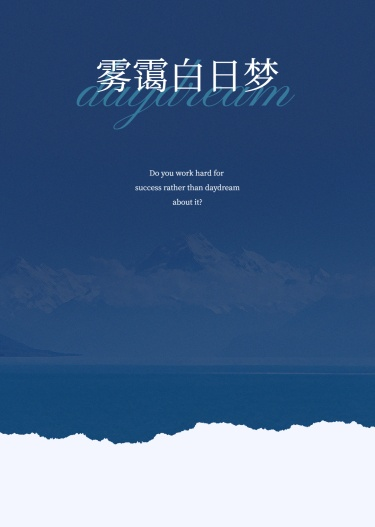 雾霭白日梦
daydream
Do you work hard for
success rather than daydream
about it?